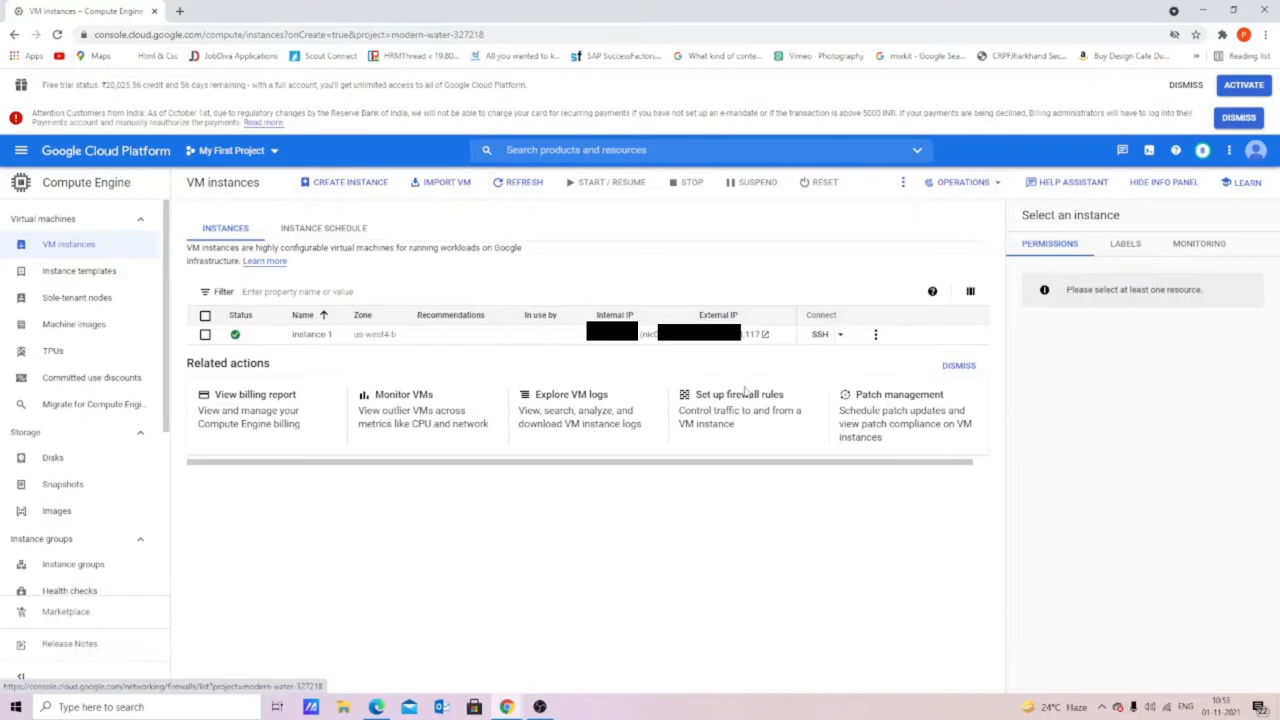 VM instances – Compute Engine
console.cloud.google.com/compute/instances?onCreate=true&project=modern-water-327218
Apps Maps Html & Css JobDiva Applications Scout Connect HRMThread v 19.80... All you wanted k... SAP SuccessFactors... What kind of conte... Vimeo - Photography mixkit - Google Sea... CRPFJharkhand Sec... Buy Design Cafe Du... » Reading list
Free trial status: ₹20,025.56 credit and 56 days remaining - with a full account, you'll get unlimited access to all of Google Cloud Platform. DISMISS ACTIVATE
Attention Customers from India: As of October 1st, due to regulatory changes by the Reserve Bank of India, we will not be able to charge your card for recurring payments if you have not set up an e-mandate or if the transaction is above 5000 INR. If your payments are being declined, Billing administrators will have to log into their
Payments account and manually reauthorize the payments. Read more. DISMISS
Google Cloud Platform My First Project Search products and resources
Compute Engine VM instances CREATE INSTANCE IMPORT VM REFRESH START / RESUME STOP SUSPEND RESET OPERATIONS HELP ASSISTANT HIDE INFO PANEL LEARN
Virtual machines
VM instances
Instance templates
Sole-tenant nodes
Machine images
TPUs
Committed use discounts
Migrate for Compute Engi...
Storage
Disks
Snapshots
Images
Instance groups
Instance groups
Health checks
Marketplace
Release Notes
INSTANCES INSTANCE SCHEDULE
VM instances are highly configurable virtual machines for running workloads on Google
infrastructure. Learn more
Filter Enter property name or value
Status Name Zone Recommendations In use by Internal IP External IP Connect
instance-1 us-west4-b (nic0 .117 SSH
Related actions DISMISS
View billing report
View and manage your
Compute Engine billing
Monitor VMs
View outlier VMs across
metrics like CPU and network
Explore VM logs
View, search, analyze, and
download VM instance logs
Set up firewall rules
Control traffic to and from a
VM instance
Patch management
Schedule patch updates and
view patch compliance on VM
instances
Select an instance
PERMISSIONS LABELS MONITORING
Please select at least one resource.
https://console.cloud.google.com/networking/firewalls/list?project=modern-water-327218
Type here to search 24°C Haze ENG 10:53
01-11-2021 22